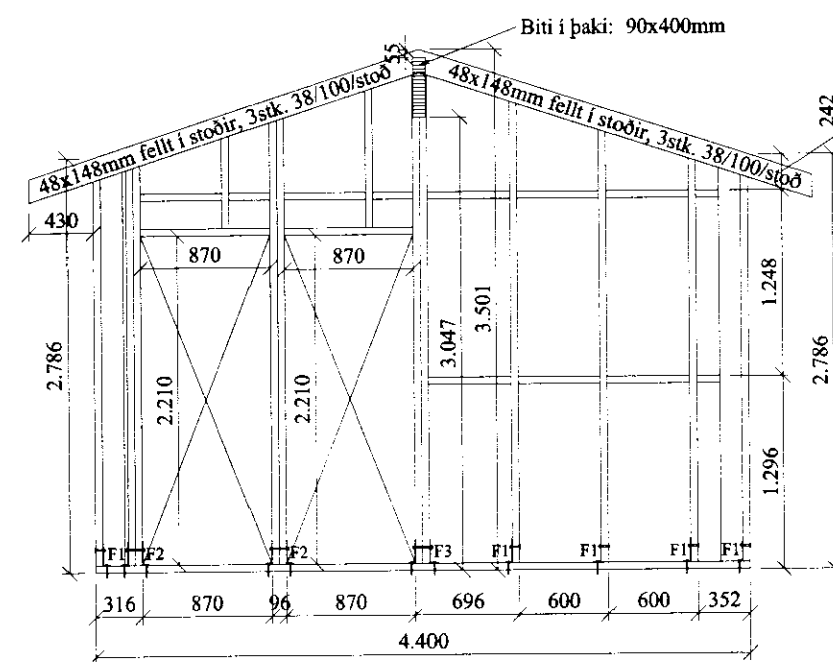 Biti í þaki: 90x400mm
55
48x148mm fellt í stoðir, 3stk. 38/100/stoð
48x148mm fellt í stoðir, 3stk. 38/100/stoð
242
430
870
870
2.786
2.210
2.210
3.047
3.501
1.248
2.786
1.296
F1
F2
F2
F3
F1
F1
F1
F1
316
870
96
870
696
600
600
352
4.400